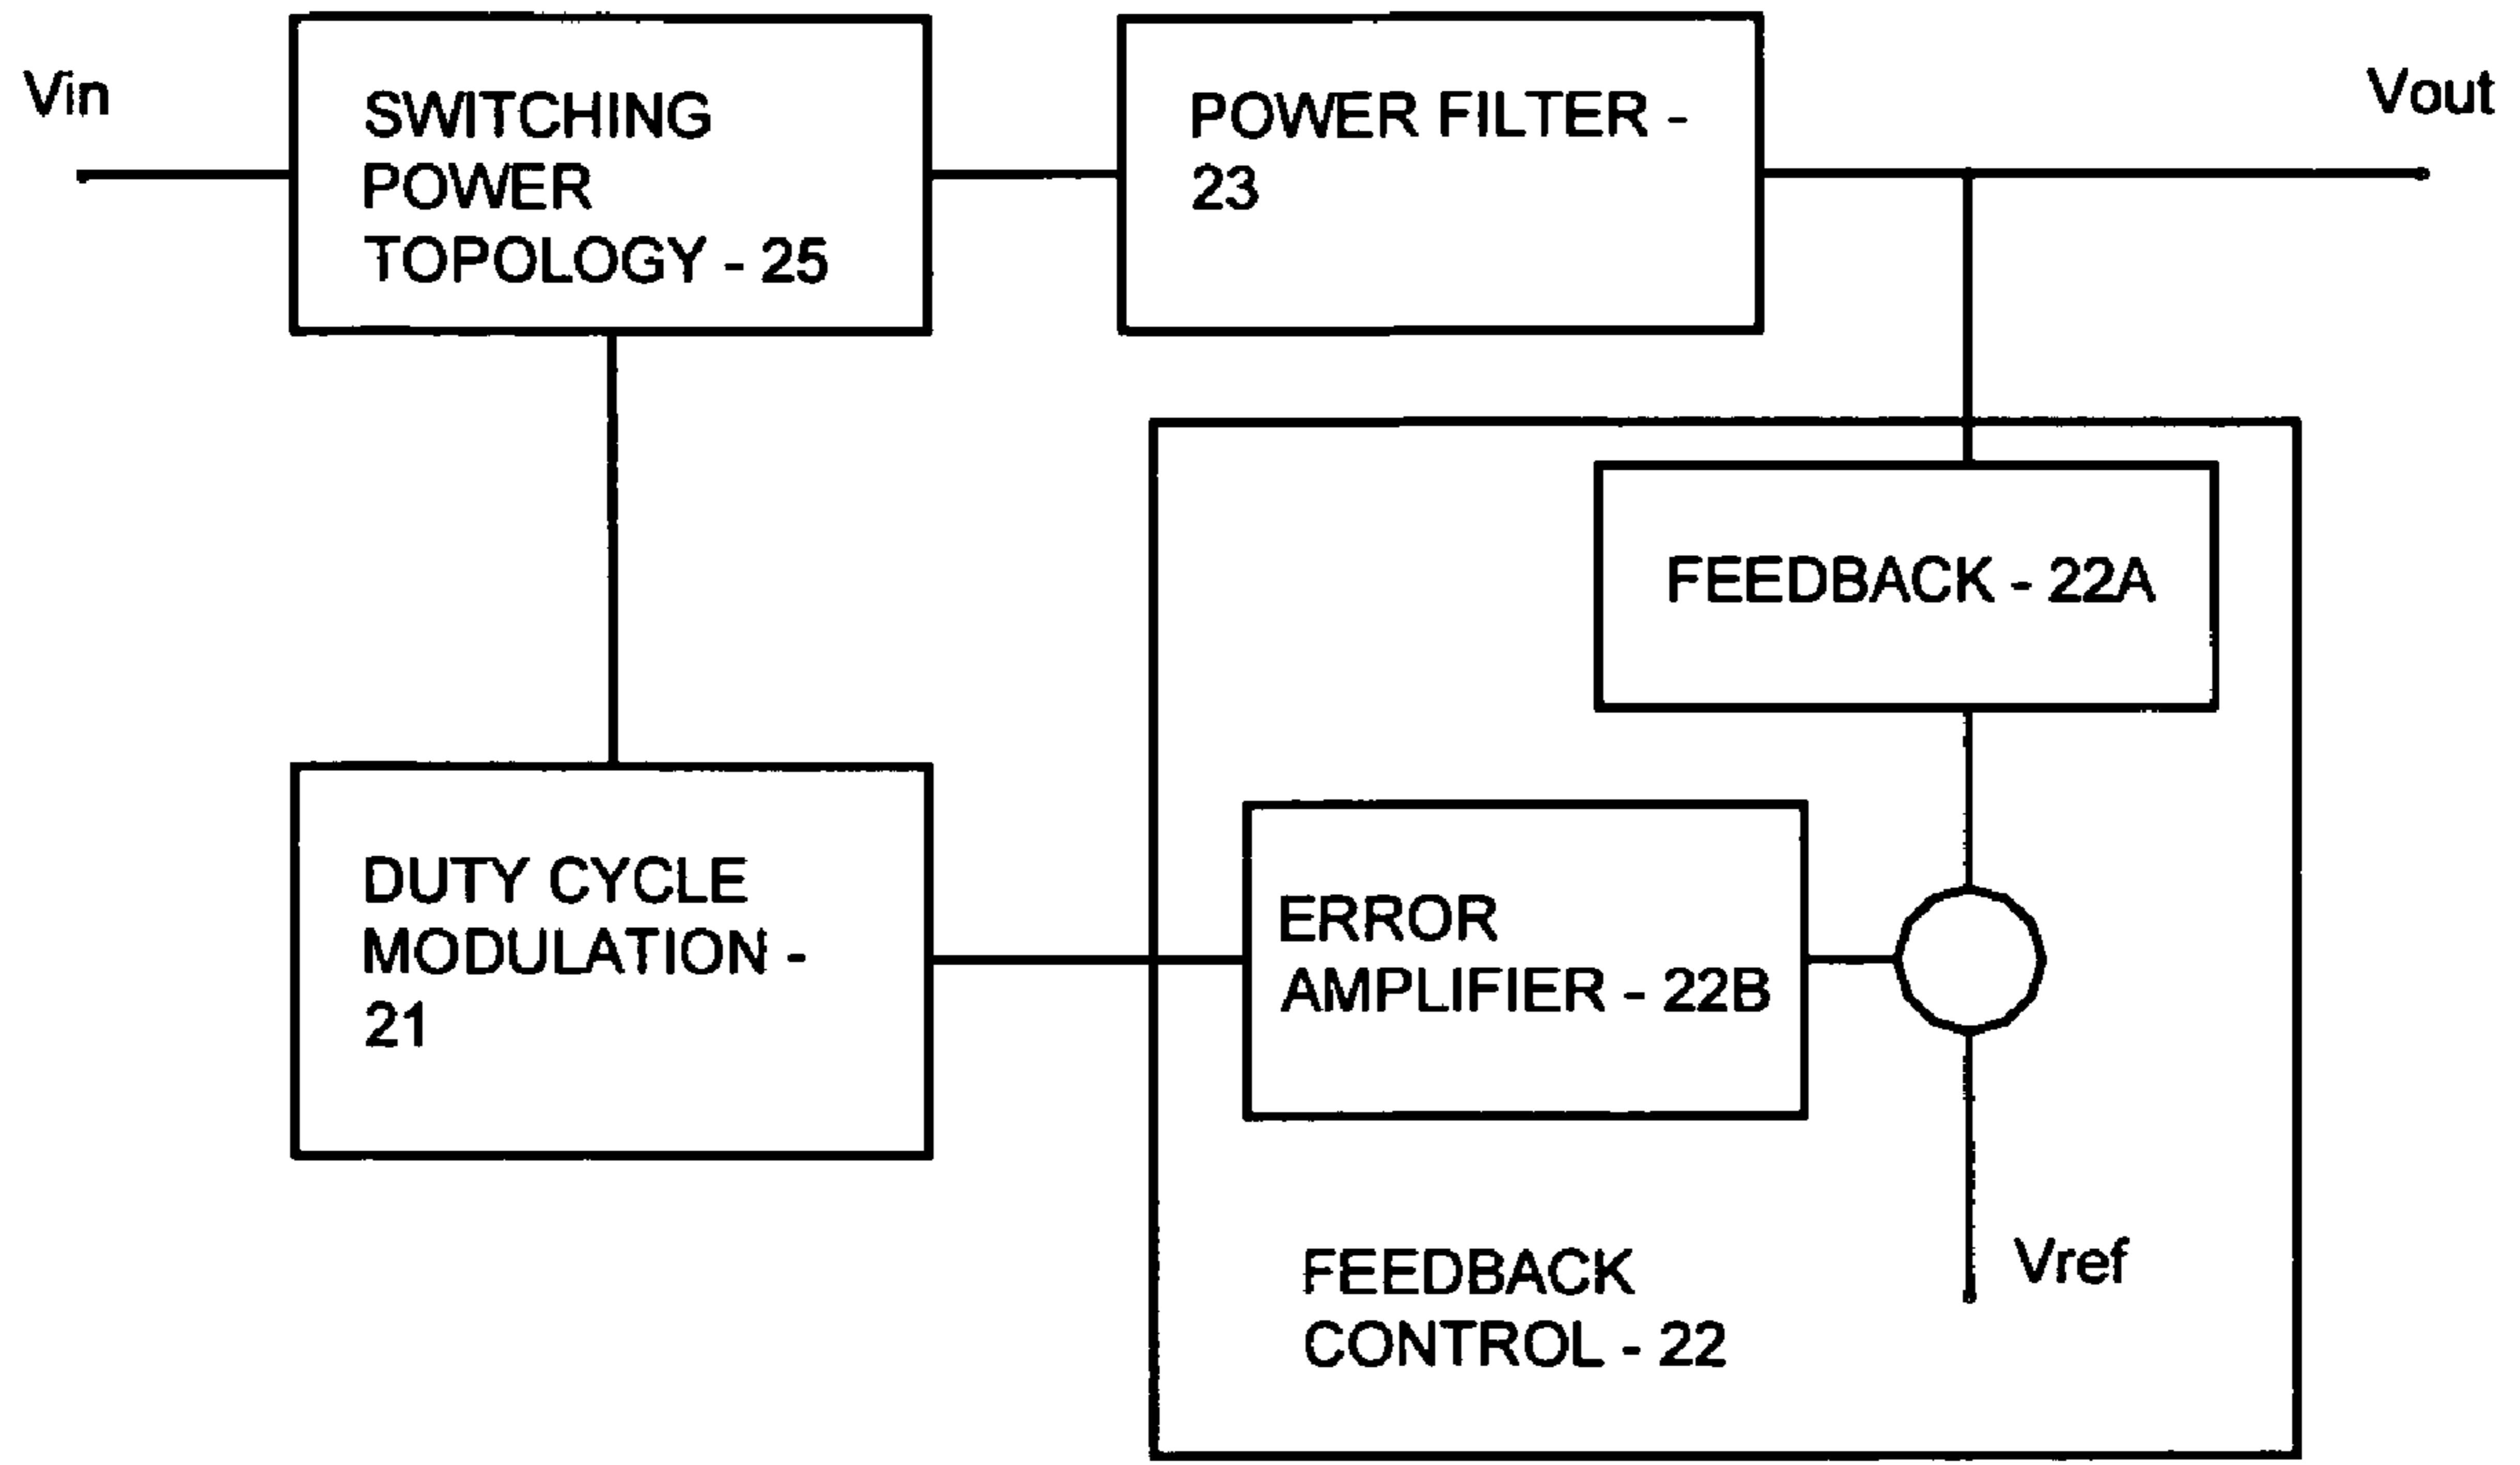 Vin
SWITCHING
POWER
TOPOLOGY - 25
POWER FILTER -
23
Vout
FEEDBACK - 22A
DUTY CYCLE
MODULATION -
21
ERROR
AMPLIFIER - 22B
Vref
FEEDBACK
CONTROL - 22